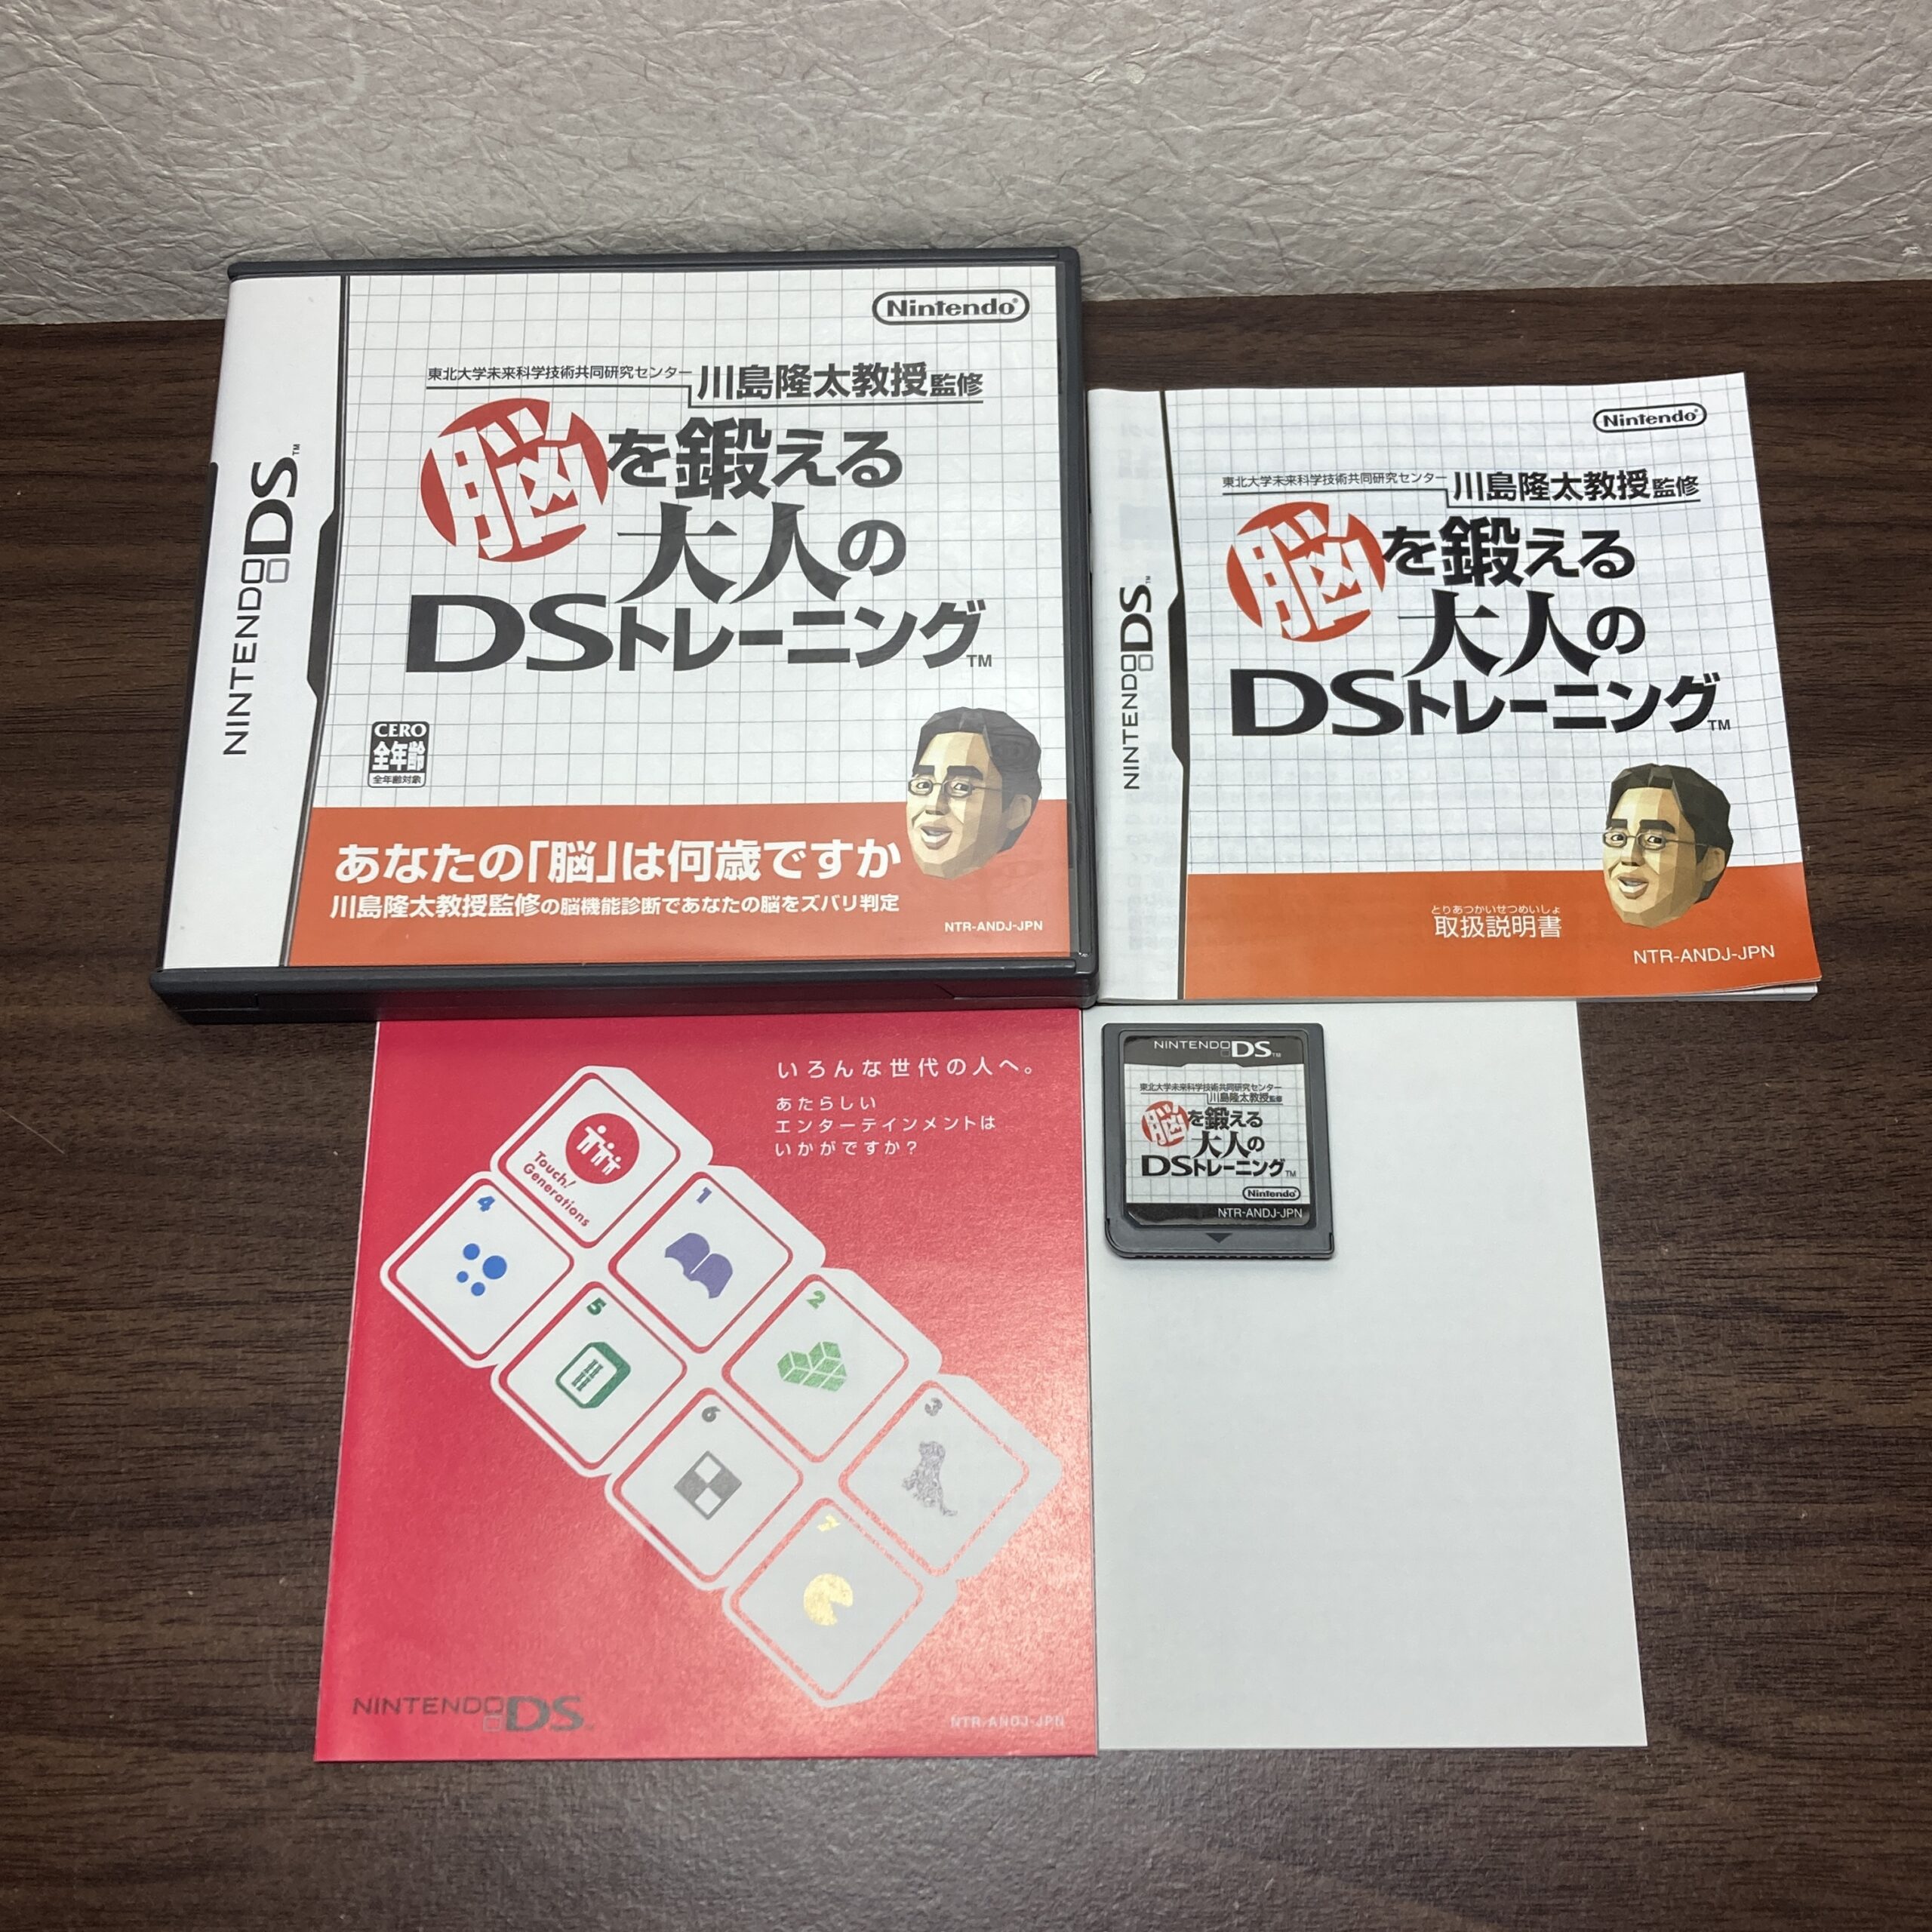 NINTENDO DS™
Nintendo®
東北大学未来科学技術共同研究センター
川島隆太教授監修
脳を鍛える
大人の
DSトレーニング™
CERO
全年齢
全年齢対象
あなたの「脳」は何歳ですか
川島隆太教授監修の脳機能診断であなたの脳をズバリ判定
NTR-ANDJ-JPN
NINTENDO DS™
Nintendo®
東北大学未来科学技術共同研究センター
川島隆太教授監修
脳を鍛える
大人の
DSトレーニング™
とりあつかいせつめいしょ
取扱説明書
NTR-ANDJ-JPN
いろんな世代の人へ。
あたらしい
エンターテインメントは
いかがですか?
Touch!
Generations
1
2
3
4
5
6
7
NINTENDO DS™
NTR-ANDJ-JPN
NINTENDO DS™
東北大学未来科学技術共同研究センター
川島隆太教授監修
脳を鍛える
大人の
DSトレーニング™
Nintendo®
NTR-ANDJ-JPN